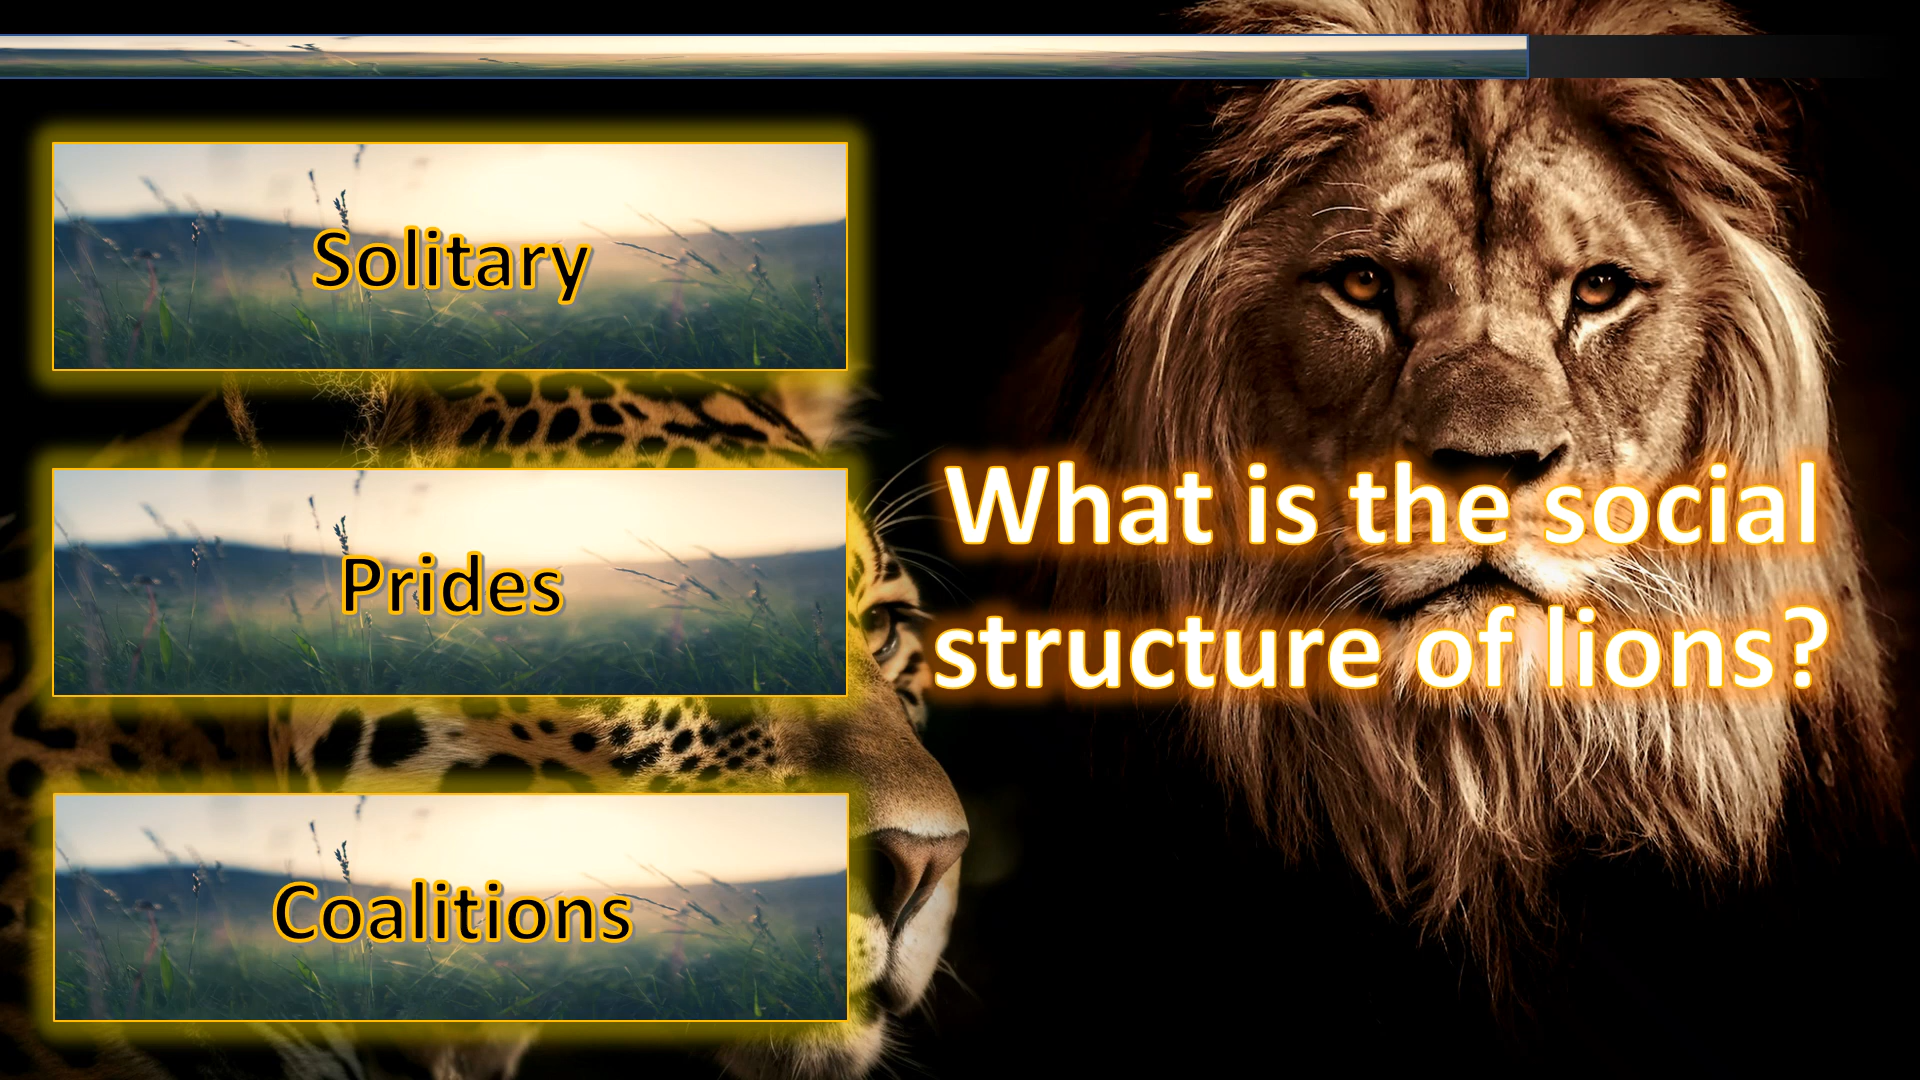 Solitary
Prides
Coalitions
What is the social
structure of lions?